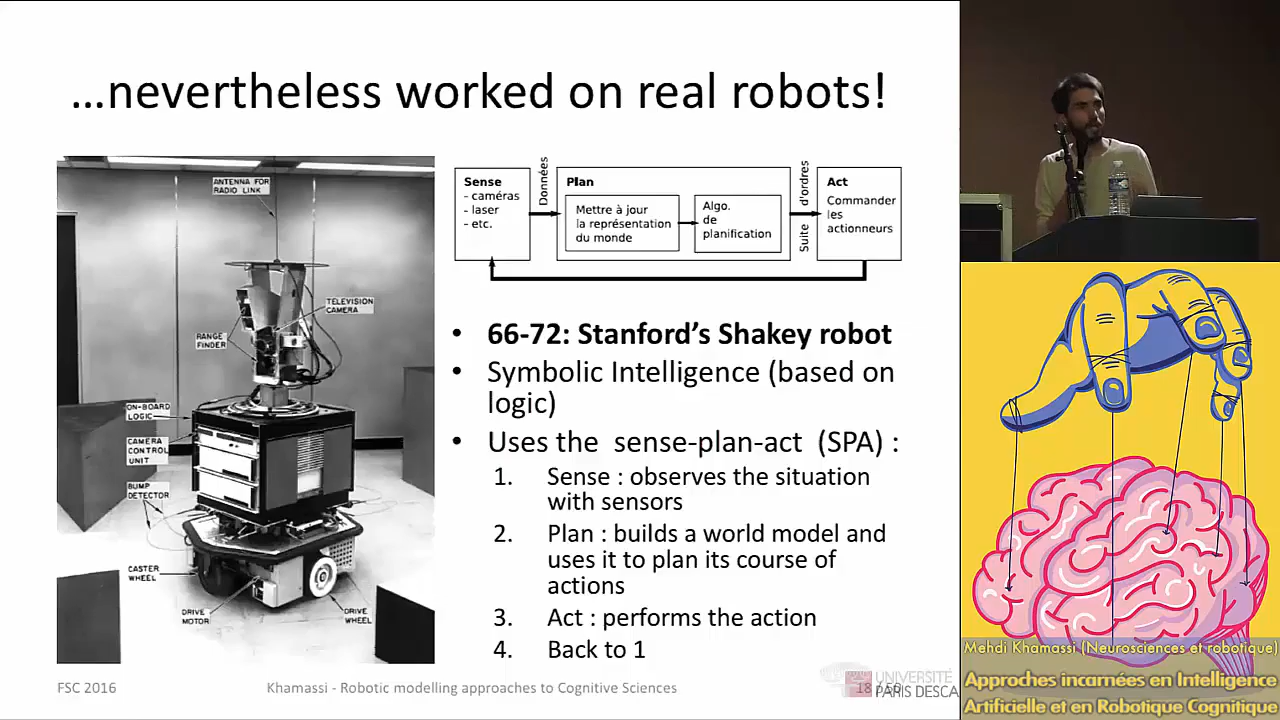 ...nevertheless worked on real robots!
ANTENNA FOR
RADIO LINK
TELEVISION
CAMERA
RANGE
FINDER
ON-BOARD
LOGIC
CAMERA
CONTROL
UNIT
BUMP
DETECTOR
CASTER
WHEEL
DRIVE
MOTOR
DRIVE
WHEEL
Sense
- caméras
- laser
- etc.
Données
Plan
Mettre à jour
la représentation
du monde
Algo.
de
planification
Suite d'ordres
Act
Commander
les
actionneurs
• 66-72: Stanford's Shakey robot
• Symbolic Intelligence (based on
logic)
• Uses the sense-plan-act (SPA) :
1. Sense : observes the situation
with sensors
2. Plan : builds a world model and
uses it to plan its course of
actions
3. Act : performs the action
4. Back to 1
FSC 2016
Khamassi - Robotic modelling approaches to Cognitive Sciences
UNIVERSITÉ
PARIS DESCA
Mehdi Khamassi (Neurosciences et robotique)
Approches incarnées en Intelligence
Artificielle et en Robotique Cognitique